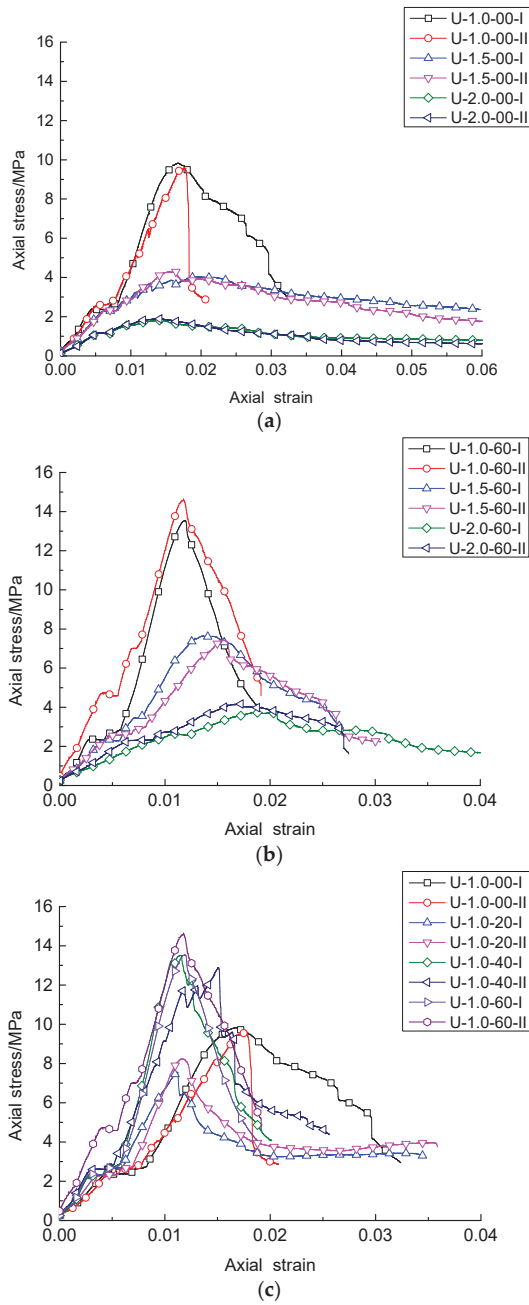 U-1.0-00-I
U-1.0-00-II
U-1.5-00-I
U-1.5-00-II
U-2.0-00-I
U-2.0-00-II
16
14
12
10
8
6
4
2
0
Axial stress/MPa
0.00 0.01 0.02 0.03 0.04 0.05 0.06
Axial strain
(a)
U-1.0-60-I
U-1.0-60-II
U-1.5-60-I
U-1.5-60-II
U-2.0-60-I
U-2.0-60-II
16
14
12
10
8
6
4
2
0
Axial stress/MPa
0.00 0.01 0.02 0.03 0.04
Axial strain
(b)
U-1.0-00-I
U-1.0-00-II
U-1.0-20-I
U-1.0-20-II
U-1.0-40-I
U-1.0-40-II
U-1.0-60-I
U-1.0-60-II
16
14
12
10
8
6
4
2
0
Axial stress/MPa
0.00 0.01 0.02 0.03 0.04
Axial strain
(c)